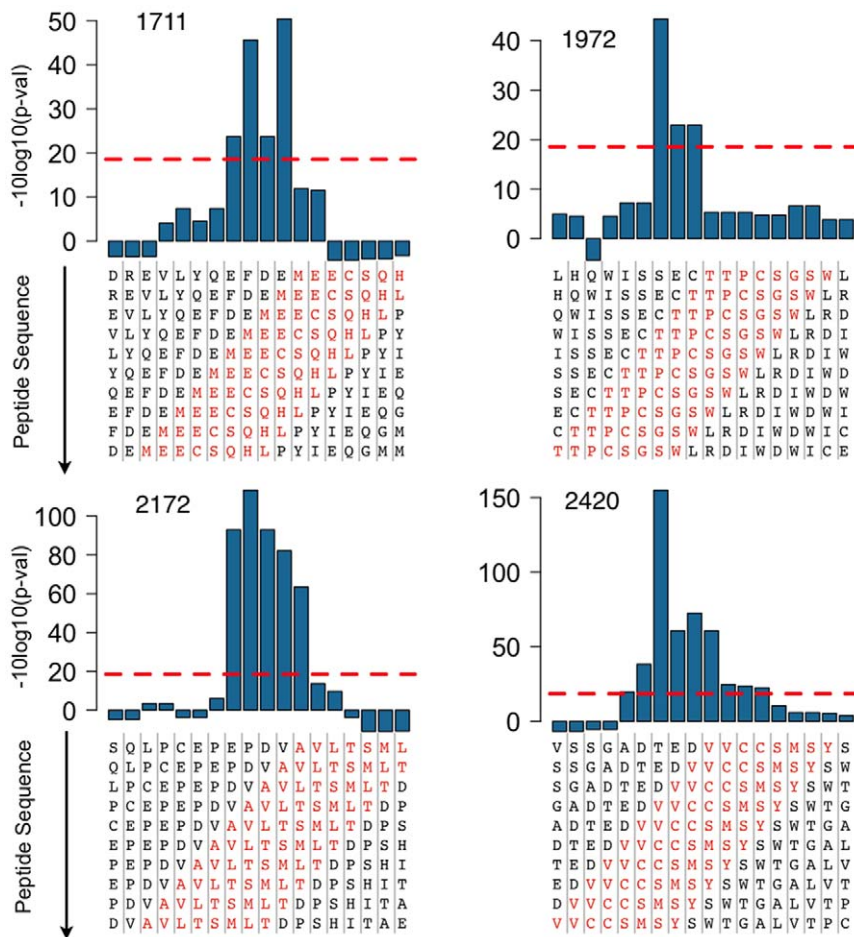 1711
50
40
30
20
10
0
-10log10(p-val)
Peptide Sequence
D R E V L Y Q E F D E M E E C S Q H
R E V L Y Q E F D E M E E C S Q H L
E V L Y Q E F D E M E E C S Q H L P
V L Y Q E F D E M E E C S Q H L P Y
L Y Q E F D E M E E C S Q H L P Y I
Y Q E F D E M E E C S Q H L P Y I E
Q E F D E M E E C S Q H L P Y I E Q
E F D E M E E C S Q H L P Y I E Q G
F D E M E E C S Q H L P Y I E Q G M
D E M E E C S Q H L P Y I E Q G M M
1972
40
30
20
10
0
L H Q W I S S E C T T P C S G S W L
H Q W I S S E C T T P C S G S W L R
Q W I S S E C T T P C S G S W L R D
W I S S E C T T P C S G S W L R D I
I S S E C T T P C S G S W L R D I W
S S E C T T P C S G S W L R D I W D
S E C T T P C S G S W L R D I W D W
E C T T P C S G S W L R D I W D W I
C T T P C S G S W L R D I W D W I C
T T P C S G S W L R D I W D W I C E
2172
100
80
60
40
20
0
-10log10(p-val)
Peptide Sequence
S Q L P C E P E P D V A V L T S M L
Q L P C E P E P D V A V L T S M L T
L P C E P E P D V A V L T S M L T D
P C E P E P D V A V L T S M L T D P
C E P E P D V A V L T S M L T D P S
E P E P D V A V L T S M L T D P S H
P E P D V A V L T S M L T D P S H I
E P D V A V L T S M L T D P S H I T
P D V A V L T S M L T D P S H I T A
D V A V L T S M L T D P S H I T A E
2420
150
100
50
0
V S S G A D T E D V V C C S M S Y S
S S G A D T E D V V C C S M S Y S W
S G A D T E D V V C C S M S Y S W T
G A D T E D V V C C S M S Y S W T G
A D T E D V V C C S M S Y S W T G A
D T E D V V C C S M S Y S W T G A L
T E D V V C C S M S Y S W T G A L V
E D V V C C S M S Y S W T G A L V T
D V V C C S M S Y S W T G A L V T P
V V C C S M S Y S W T G A L V T P C